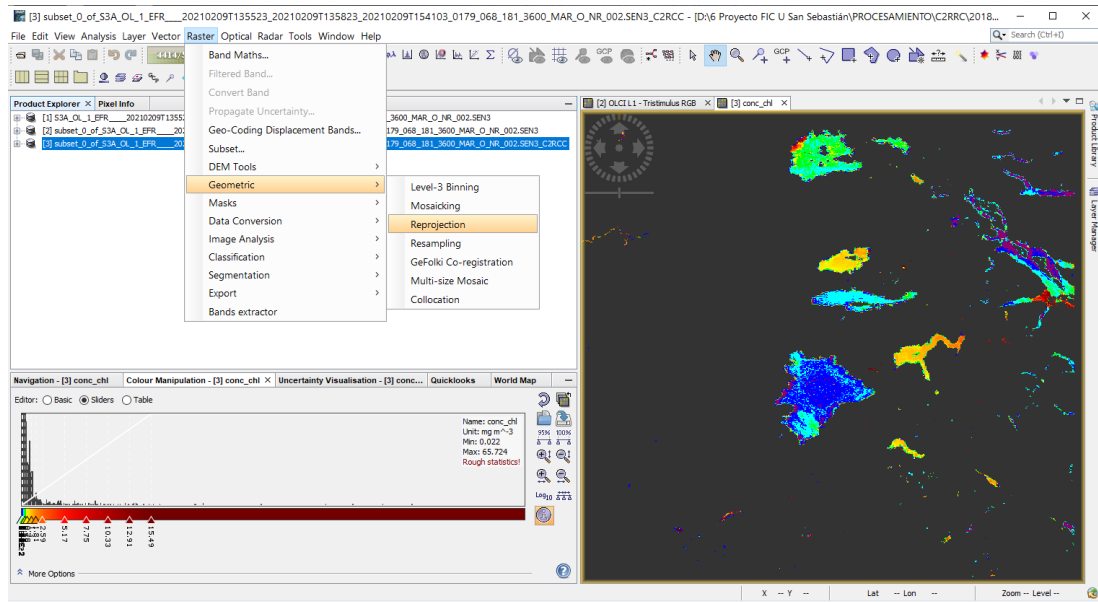 [3] subset_0_of_S3A_OL_1_EFR____20210209T135523_20210209T135823_20210209T154103_0179_068_181_3600_MAR_O_NR_002.SEN3_C2RCC - [D:\6 Proyecto FIC U San Sebastián\PROCESAMIENTO\C2RRC\2018...
File Edit View Analysis Layer Vector Raster Optical Radar Tools Window Help
Search (Ctrl+I)
GCP
GCP
Band Maths...
Filtered Band...
Convert Band
Propagate Uncertainty...
Geo-Coding Displacement Bands...
Subset...
DEM Tools
Geometric
Masks
Data Conversion
Image Analysis
Classification
Segmentation
Export
Bands extractor
Level-3 Binning
Mosaicking
Reprojection
Resampling
GeFolki Co-registration
Multi-size Mosaic
Collocation
Product Explorer × Pixel Info
[1] S3A_OL_1_EFR____20210209T1355
_3600_MAR_O_NR_002.SEN3
[2] subset_0_of_S3A_OL_1_EFR____202
179_068_181_3600_MAR_O_NR_002.SEN3
[3] subset_0_of_S3A_OL_1_EFR____202
179_068_181_3600_MAR_O_NR_002.SEN3_C2RCC
[2] OLCI L1 - Tristimulus RGB × [3] conc_chl ×
Product Library
Layer Manager
Navigation - [3] conc_chl Colour Manipulation - [3] conc_chl × Uncertainty Visualisation - [3] conc... Quicklooks World Map
Editor: Basic Sliders Table
Name: conc_chl
Unit: mg m^-3
Min: 0.022
Max: 65.724
Rough statistics!
95% 100%
Log10
2.59
5.17
7.75
10.33
12.91
15.49
More Options
X -- Y -- Lat -- Lon -- Zoom -- Level --